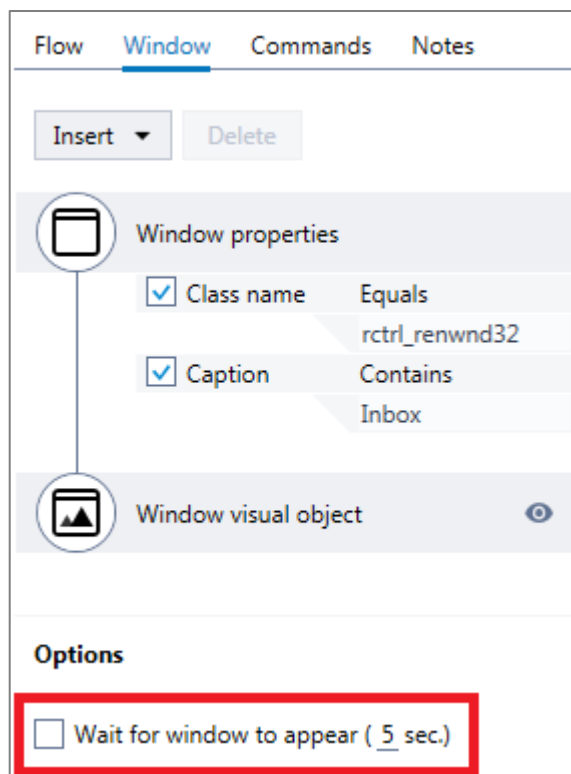 Flow Window Commands Notes
Insert Delete
Window properties
Class name Equals
rctrl_renwnd32
Caption Contains
Inbox
Window visual object
Options
Wait for window to appear ( 5 sec.)